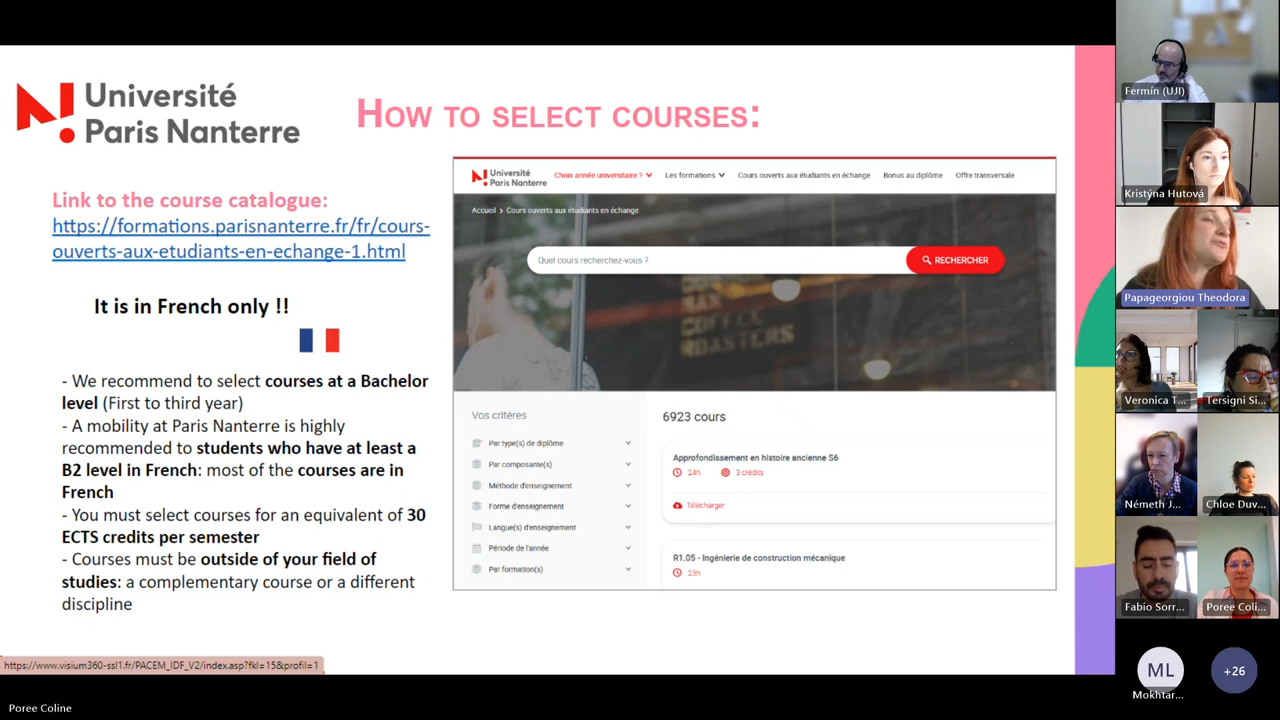 Université
Paris Nanterre
HOW TO SELECT COURSES:
Link to the course catalogue:
https://formations.parisnanterre.fr/fr/cours-
ouverts-aux-etudiants-en-echange-1.html
It is in French only !!
- We recommend to select courses at a Bachelor
level (First to third year)
- A mobility at Paris Nanterre is highly
recommended to students who have at least a
B2 level in French: most of the courses are in
French
- You must select courses for an equivalent of 30
ECTS credits per semester
- Courses must be outside of your field of
studies: a complementary course or a different
discipline
Université
Paris Nanterre
Choix année universitaire ?
Les formations
Cours ouverts aux étudiants en échange
Bonus au diplôme
Offre transversale
Accueil > Cours ouverts aux étudiants en échange
Quel cours recherchez-vous ?
RECHERCHER
COFFEE
ROASTERS
Vos critères
Par type(s) de diplôme
Par composante(s)
Méthode d'enseignement
Forme d'enseignement
Langue(s) d'enseignement
Période de l'année
Par formation(s)
6923 cours
Approfondissement en histoire ancienne S6
24h
3 crédits
Télécharger
R1.05 - Ingénierie de construction mécanique
23h
https://www.visium360-ssl1.fr/PACEM_IDF_V2/index.asp?fkl=15&profil=1
Poree Coline
Fermín (UJI)
Kristýna Hutová
Papageorgiou Theodora
Veronica T...
Tersigni Si...
Németh J...
Chloe Duv...
Fabio Sorr...
Poree Coli...
ML
Mokhtar...
+26